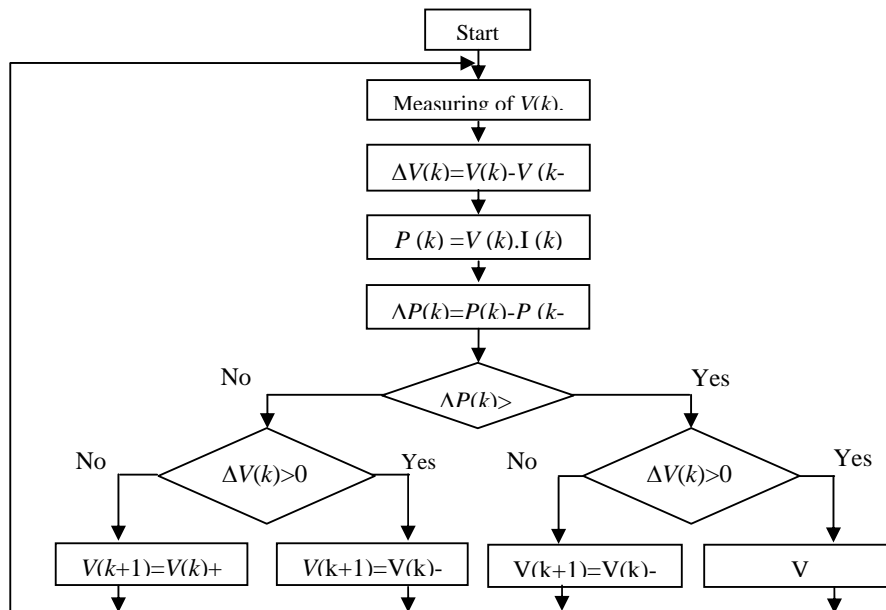 Start
Measuring of V(k),
ΔV(k)=V(k)-V (k-
P (k) =V (k).I (k)
ΔP(k)=P(k)-P (k-
No
Yes
ΔP(k)>
No
ΔV(k)>0
Yes
No
ΔV(k)>0
Yes
V(k+1)=V(k)+
V(k+1)=V(k)-
V(k+1)=V(k)-
V